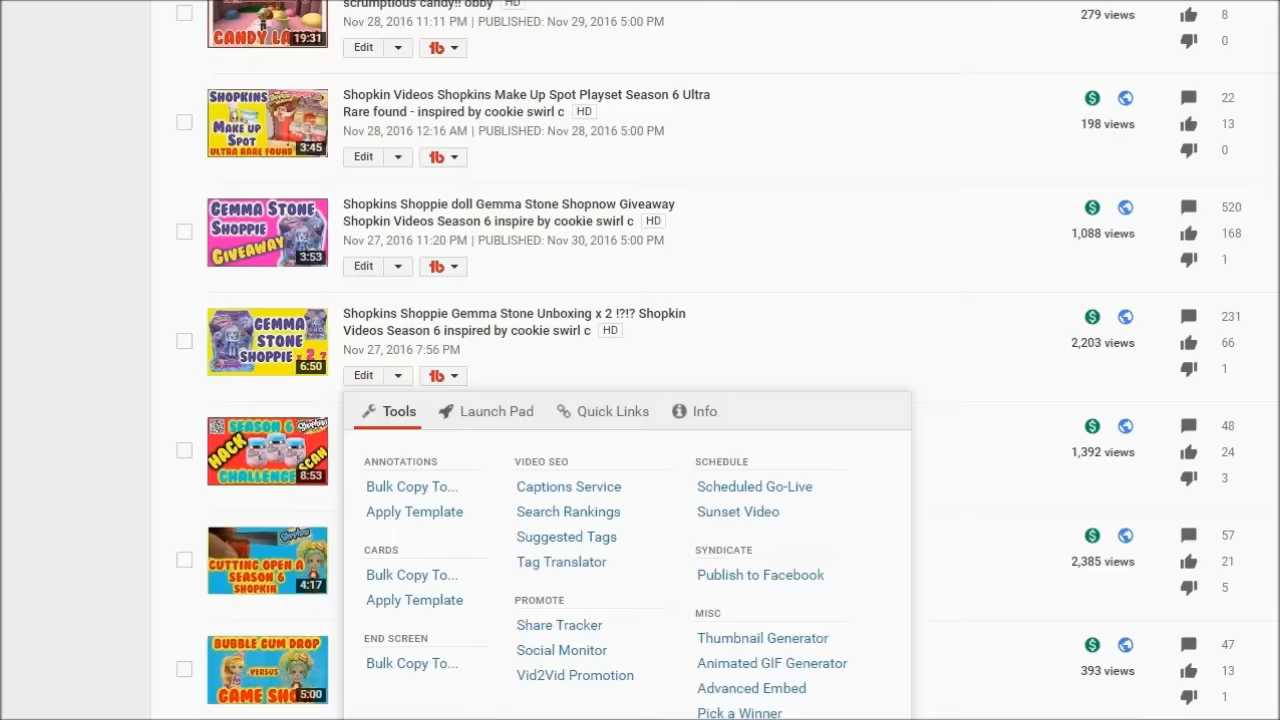 scrumptious candy!! obby HD
Nov 28, 2016 11:11 PM | PUBLISHED: Nov 29, 2016 5:00 PM
279 views
8
0
CANDY LA
19:31
Edit
tb
SHOPKINS
MAKE UP
SPOT
ULTRA RARE FOUND
3:45
Shopkin Videos Shopkins Make Up Spot Playset Season 6 Ultra
Rare found - inspired by cookie swirl c HD
Nov 28, 2016 12:16 AM | PUBLISHED: Nov 28, 2016 5:00 PM
Edit
tb
198 views
22
13
0
GEMMA STONE
SHOPPIE
GIVEAWAY
3:53
Shopkins Shoppie doll Gemma Stone Shopnow Giveaway
Shopkin Videos Season 6 inspire by cookie swirl c HD
Nov 27, 2016 11:20 PM | PUBLISHED: Nov 30, 2016 5:00 PM
Edit
tb
1,088 views
520
168
1
GEMMA
STONE
SHOPPIE x 2 ?
6:50
Shopkins Shoppie Gemma Stone Unboxing x 2 !?!? Shopkin
Videos Season 6 inspired by cookie swirl c HD
Nov 27, 2016 7:56 PM
Edit
tb
2,203 views
231
66
1
SEASON 6
Shopkins
HACK
SCAN
CHALLENGE
8:53
1,392 views
48
24
3
Shopkins
CUTTING OPEN A
SEASON 6
SHOPKIN
4:17
2,385 views
57
21
5
BUBBLE GUM DROP
VERSUS
GAME SHO
5:00
393 views
47
13
1
Tools
Launch Pad
Quick Links
Info
ANNOTATIONS
Bulk Copy To...
Apply Template
CARDS
Bulk Copy To...
Apply Template
END SCREEN
Bulk Copy To...
VIDEO SEO
Captions Service
Search Rankings
Suggested Tags
Tag Translator
PROMOTE
Share Tracker
Social Monitor
Vid2Vid Promotion
SCHEDULE
Scheduled Go-Live
Sunset Video
SYNDICATE
Publish to Facebook
MISC
Thumbnail Generator
Animated GIF Generator
Advanced Embed
Pick a Winner